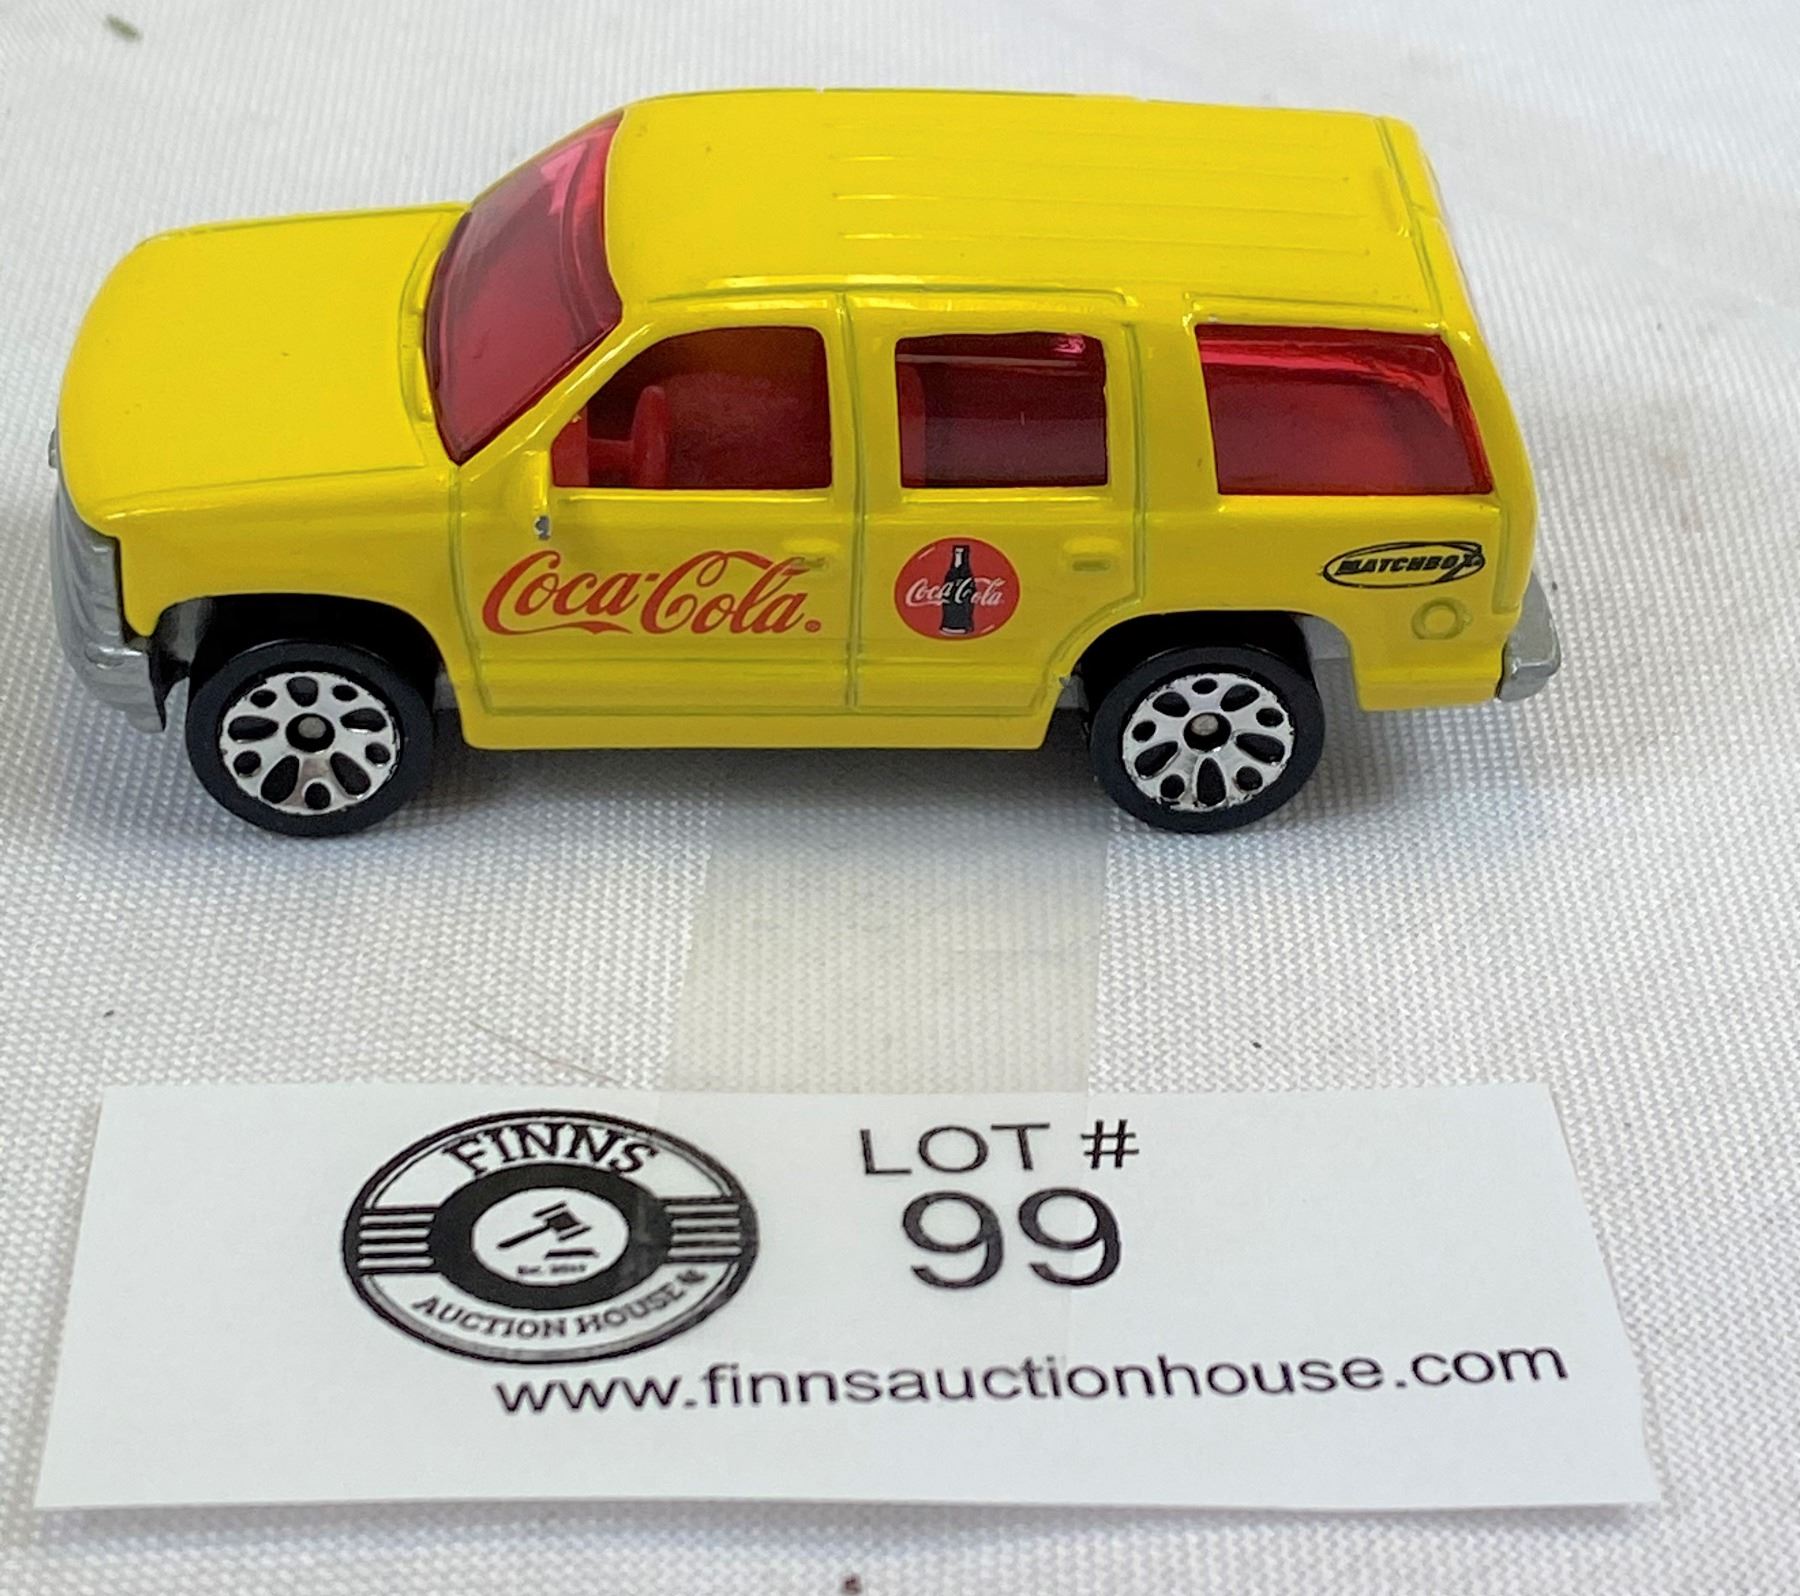 Coca-Cola®
Coca-Cola
MATCHBOX
FINNS
AUCTION HOUSE
LOT #
99
www.finnsauctionhouse.com